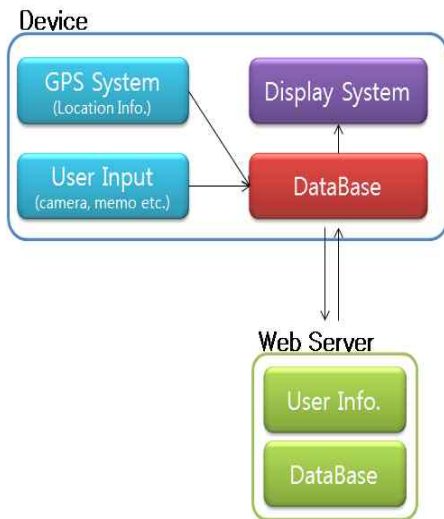 Device
GPS System
(Location Info.)
Display System
User Input
(camera, memo etc.)
DataBase
Web Server
User Info.
DataBase